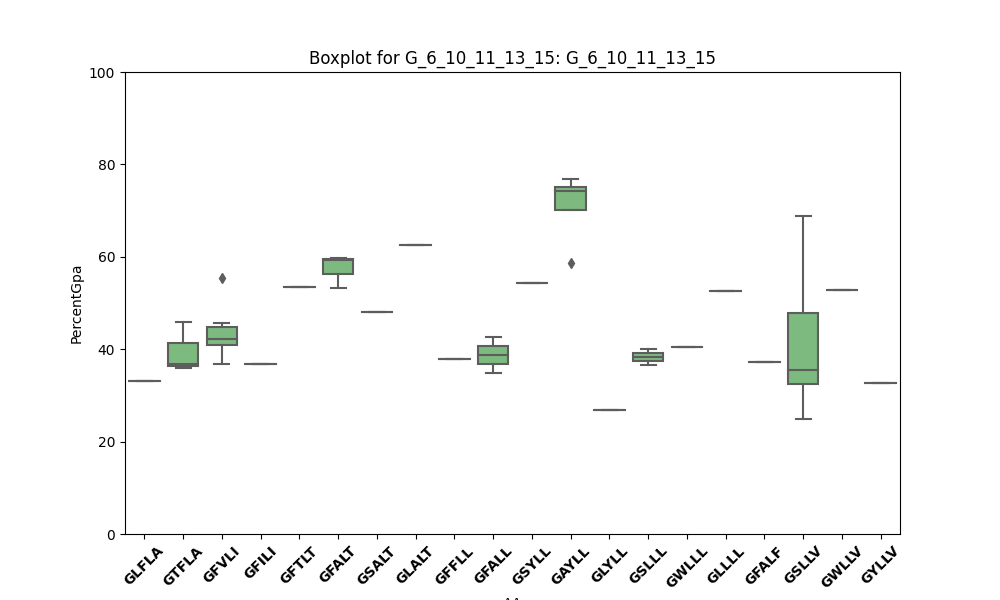 Boxplot for G_6_10_11_13_15: G_6_10_11_13_15
100
80
60
40
20
0
PercentGpa
GLFLA GTFLA GFVLI GFILI GFTLT GFALT GSALT GLALT GFFLL GFALL GSYLL GAYLL GLYLL GSLLL GWLLL GLLLL GFALF GSLLV GWLLV GYLLV